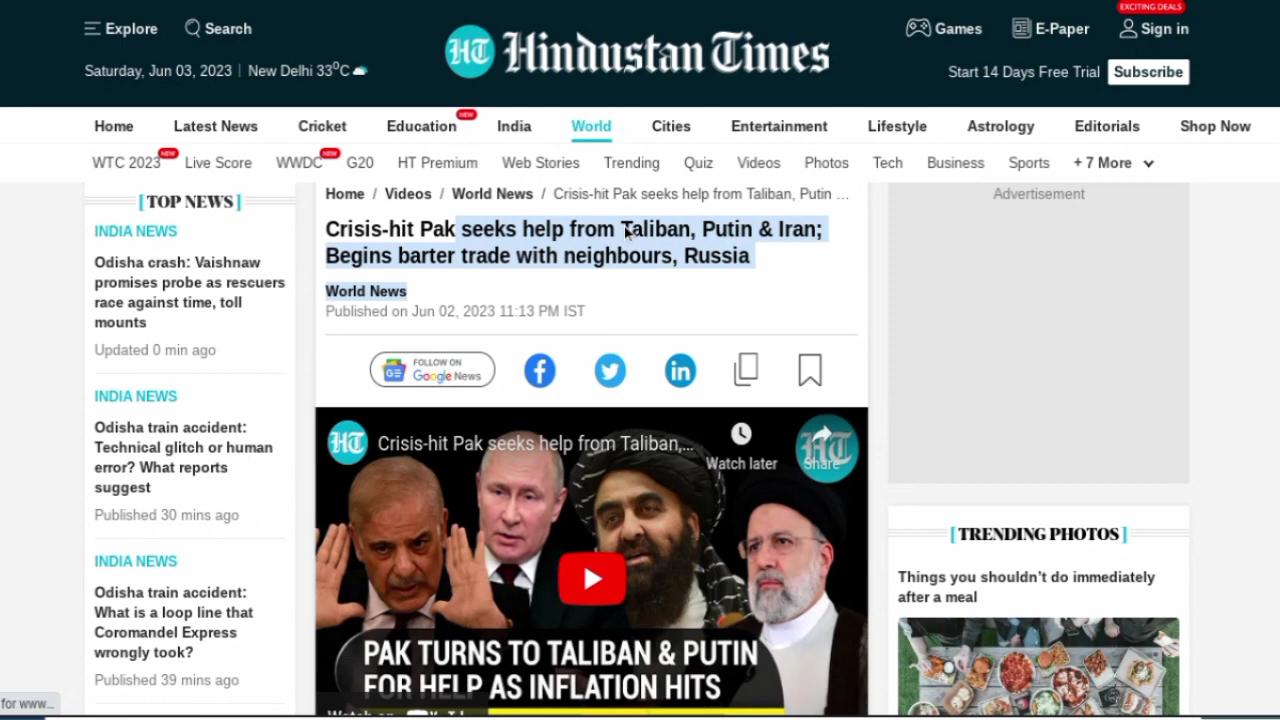 EXCITING DEALS
Explore Search
HT Hindustan Times
Games E-Paper Sign in
Saturday, Jun 03, 2023 | New Delhi 33⁰C
Start 14 Days Free Trial Subscribe
Home Latest News Cricket Education NEW India World Cities Entertainment Lifestyle Astrology Editorials Shop Now
WTC 2023 NEW Live Score WWDC NEW G20 HT Premium Web Stories Trending Quiz Videos Photos Tech Business Sports + 7 More
[ TOP NEWS ]
INDIA NEWS
Odisha crash: Vaishnaw
promises probe as rescuers
race against time, toll
mounts
Updated 0 min ago
INDIA NEWS
Odisha train accident:
Technical glitch or human
error? What reports
suggest
Published 30 mins ago
INDIA NEWS
Odisha train accident:
What is a loop line that
Coromandel Express
wrongly took?
Published 39 mins ago
for www...
Home / Videos / World News / Crisis-hit Pak seeks help from Taliban, Putin ...
Crisis-hit Pak seeks help from Taliban, Putin & Iran;
Begins barter trade with neighbours, Russia
World News
Published on Jun 02, 2023 11:13 PM IST
FOLLOW ON
Google News
HT Crisis-hit Pak seeks help from Taliban,...
Watch later
HT
Share
PAK TURNS TO TALIBAN & PUTIN
FOR HELP AS INFLATION HITS
Advertisement
[ TRENDING PHOTOS ]
Things you shouldn't do immediately
after a meal